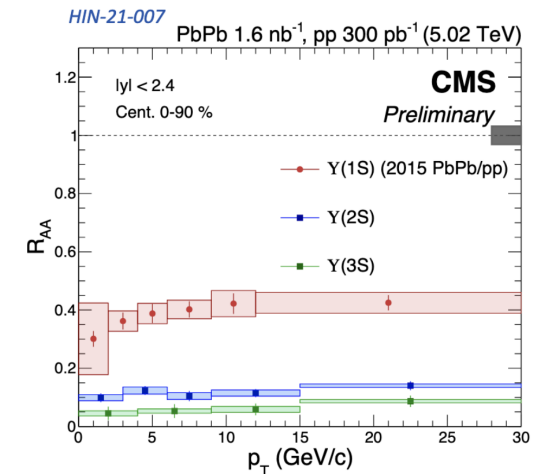 HIN-21-007
PbPb 1.6 nb⁻¹, pp 300 pb⁻¹ (5.02 TeV)
|y| < 2.4
Cent. 0-90 %
CMS
Preliminary
Υ(1S) (2015 PbPb/pp)
Υ(2S)
Υ(3S)
R_AA
1.2
1
0.8
0.6
0.4
0.2
0
0 5 10 15 20 25 30
p_T (GeV/c)